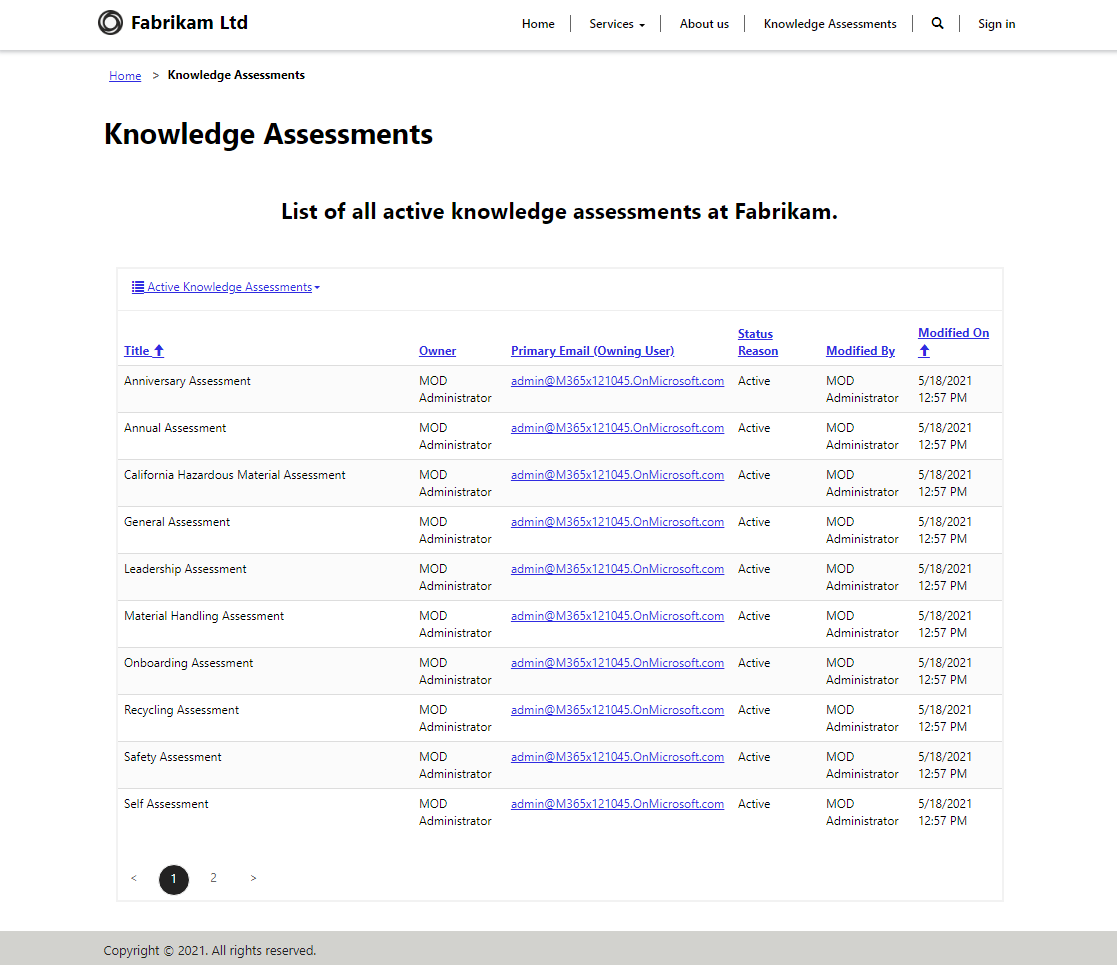 Fabrikam Ltd
Home
Services
About us
Knowledge Assessments
Sign in
Home > Knowledge Assessments
Knowledge Assessments
List of all active knowledge assessments at Fabrikam.
Active Knowledge Assessments
Title Owner Primary Email (Owning User) Status Reason Modified By Modified On
Anniversary Assessment MOD Administrator admin@M365x121045.OnMicrosoft.com Active MOD Administrator 5/18/2021 12:57 PM
Annual Assessment MOD Administrator admin@M365x121045.OnMicrosoft.com Active MOD Administrator 5/18/2021 12:57 PM
California Hazardous Material Assessment MOD Administrator admin@M365x121045.OnMicrosoft.com Active MOD Administrator 5/18/2021 12:57 PM
General Assessment MOD Administrator admin@M365x121045.OnMicrosoft.com Active MOD Administrator 5/18/2021 12:57 PM
Leadership Assessment MOD Administrator admin@M365x121045.OnMicrosoft.com Active MOD Administrator 5/18/2021 12:57 PM
Material Handling Assessment MOD Administrator admin@M365x121045.OnMicrosoft.com Active MOD Administrator 5/18/2021 12:57 PM
Onboarding Assessment MOD Administrator admin@M365x121045.OnMicrosoft.com Active MOD Administrator 5/18/2021 12:57 PM
Recycling Assessment MOD Administrator admin@M365x121045.OnMicrosoft.com Active MOD Administrator 5/18/2021 12:57 PM
Safety Assessment MOD Administrator admin@M365x121045.OnMicrosoft.com Active MOD Administrator 5/18/2021 12:57 PM
Self Assessment MOD Administrator admin@M365x121045.OnMicrosoft.com Active MOD Administrator 5/18/2021 12:57 PM
< 1 2 >
Copyright © 2021. All rights reserved.